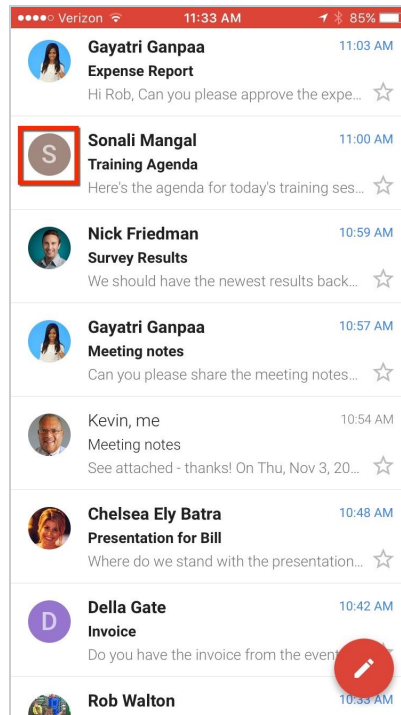 Verizon 11:33 AM 85%
Gayatri Ganpaa 11:03 AM
Expense Report
Hi Rob, Can you please approve the expe...
S
Sonali Mangal 11:00 AM
Training Agenda
Here's the agenda for today's training ses...
Nick Friedman 10:59 AM
Survey Results
We should have the newest results back...
Gayatri Ganpaa 10:57 AM
Meeting notes
Can you please share the meeting notes...
Kevin, me 10:54 AM
Meeting notes
See attached - thanks! On Thu, Nov 3, 20...
Chelsea Ely Batra 10:48 AM
Presentation for Bill
Where do we stand with the presentation...
D
Della Gate 10:42 AM
Invoice
Do you have the invoice from the event
Rob Walton 10:33 AM